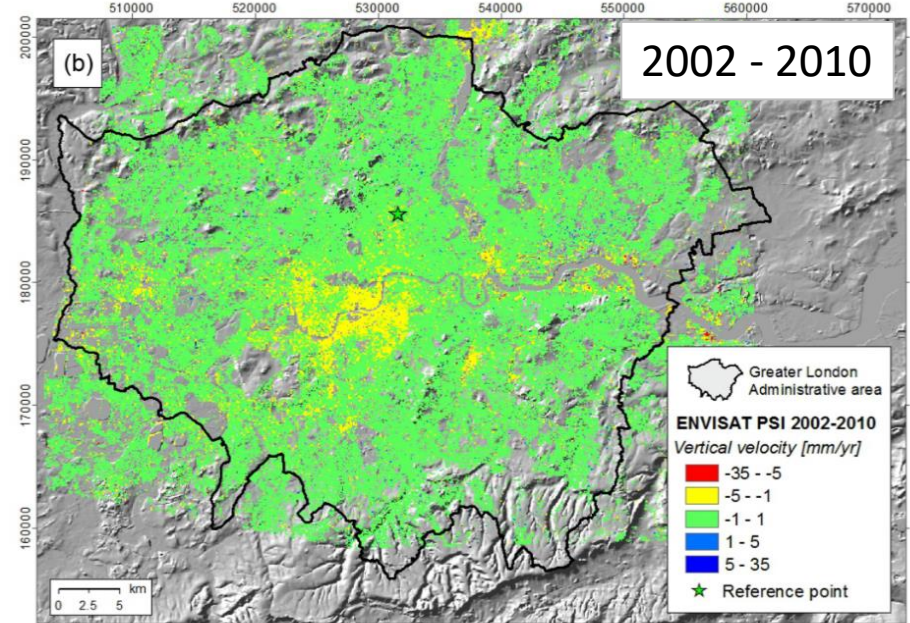 510000 520000 530000 540000 550000 560000 570000
200000
190000
180000
170000
160000
(b)
2002 - 2010
Greater London
Administrative area
ENVISAT PSI 2002-2010
Vertical velocity [mm/yr]
-35 - -5
-5 - -1
-1 - 1
1 - 5
5 - 35
Reference point
km
0 2.5 5